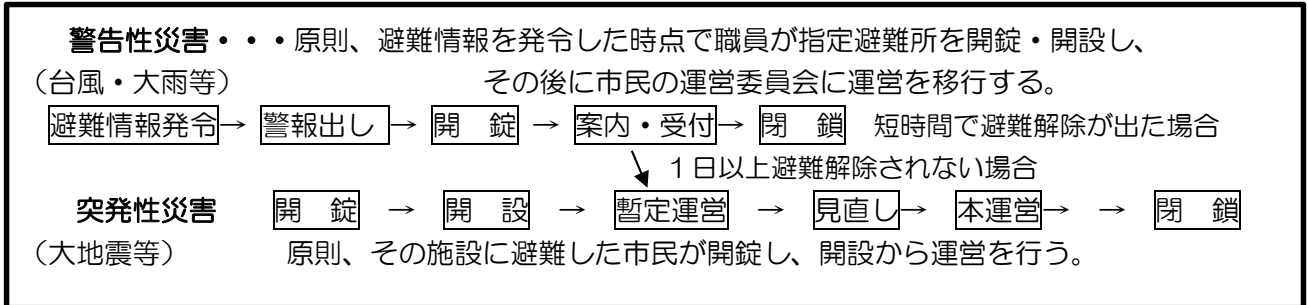 警告性災害・・・原則、避難情報を発令した時点で職員が指定避難所を開錠・開設し、
（台風・大雨等） その後に市民の運営委員会に運営を移行する。
避難情報発令→ 警報出し → 開 錠 → 案内・受付→ 閉 鎖 短時間で避難解除が出た場合
１日以上避難解除されない場合
突発性災害 開 錠 → 開 設 → 暫定運営 → 見直し→ 本運営→ → 閉 鎖
（大地震等） 原則、その施設に避難した市民が開錠し、開設から運営を行う。